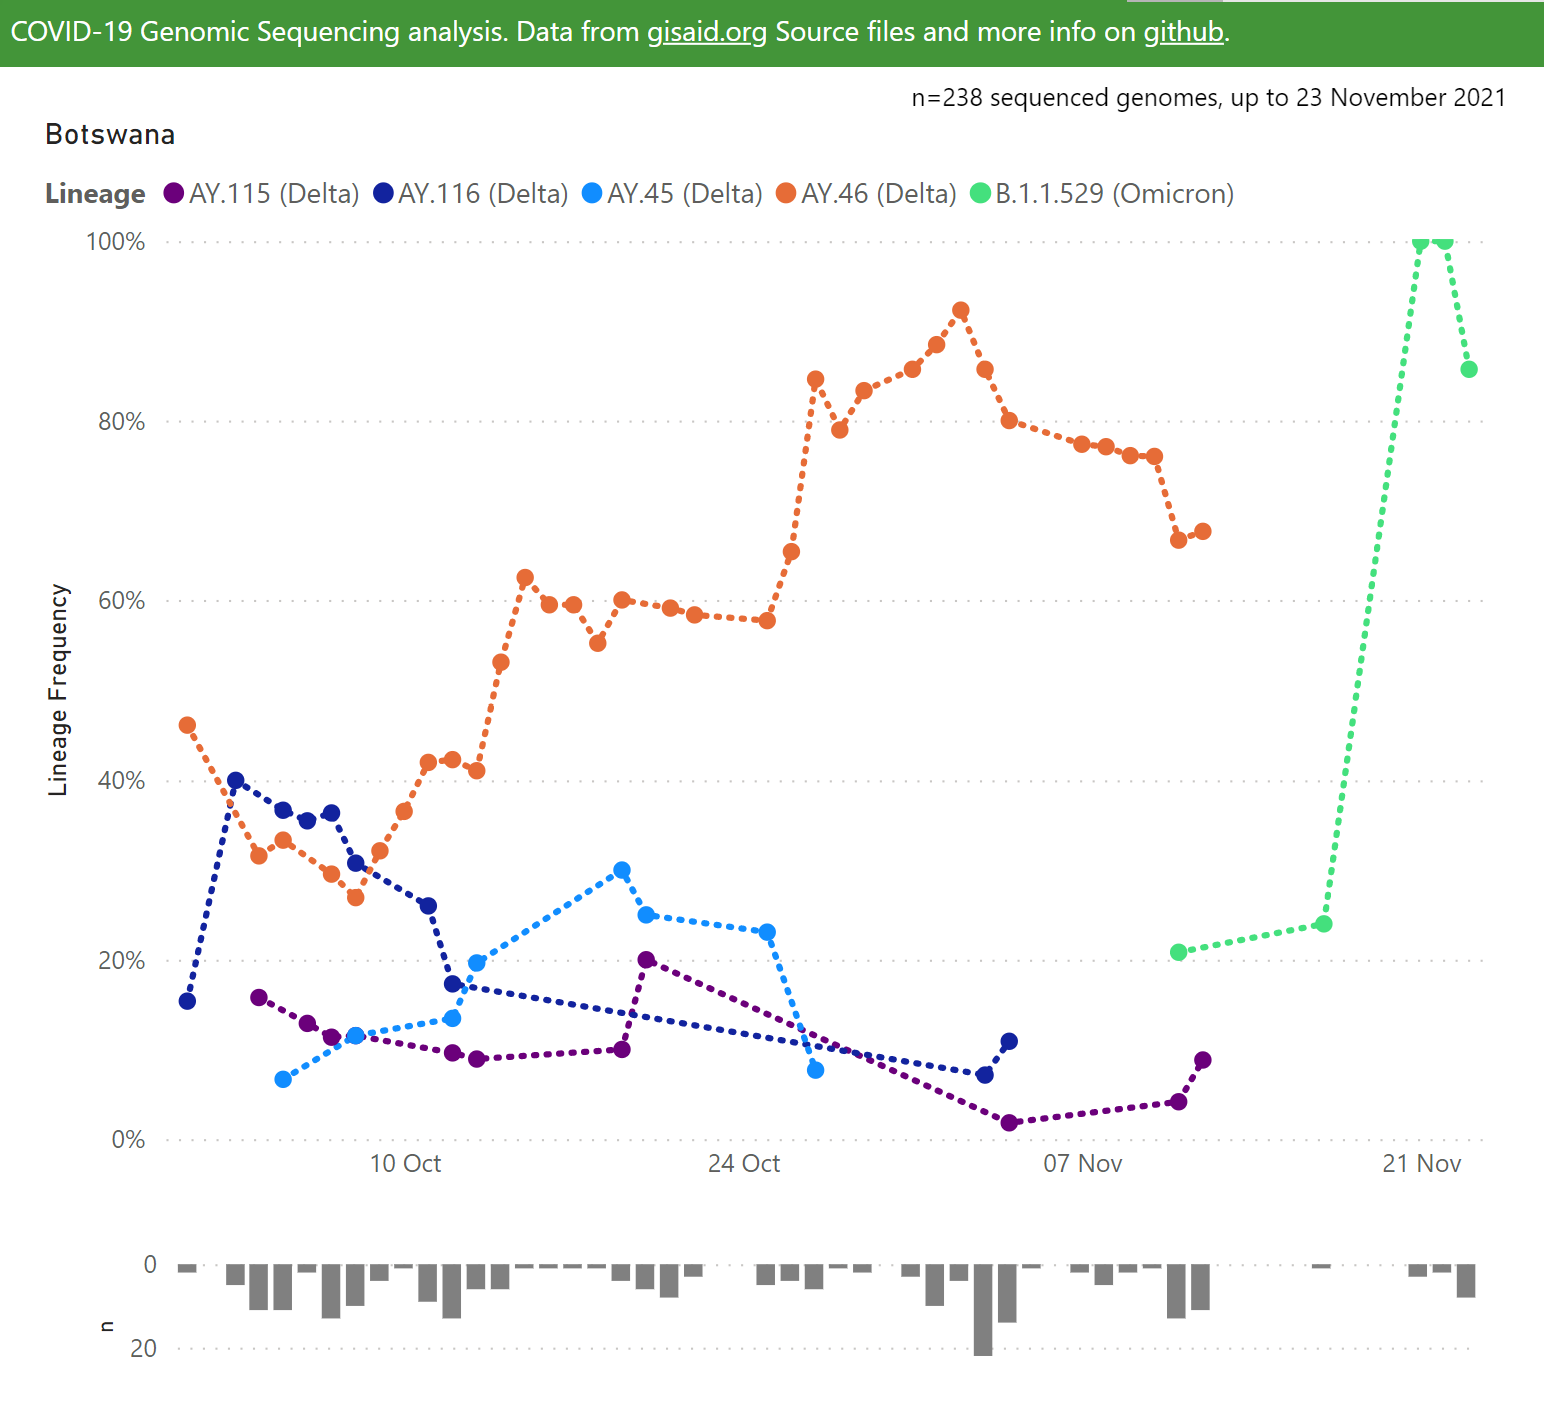 COVID-19 Genomic Sequencing analysis. Data from gisaid.org Source files and more info on github.
n=238 sequenced genomes, up to 23 November 2021
Botswana
Lineage AY.115 (Delta) AY.116 (Delta) AY.45 (Delta) AY.46 (Delta) B.1.1.529 (Omicron)
100%
80%
60%
40%
20%
0%
Lineage Frequency
10 Oct 24 Oct 07 Nov 21 Nov
0
n
20